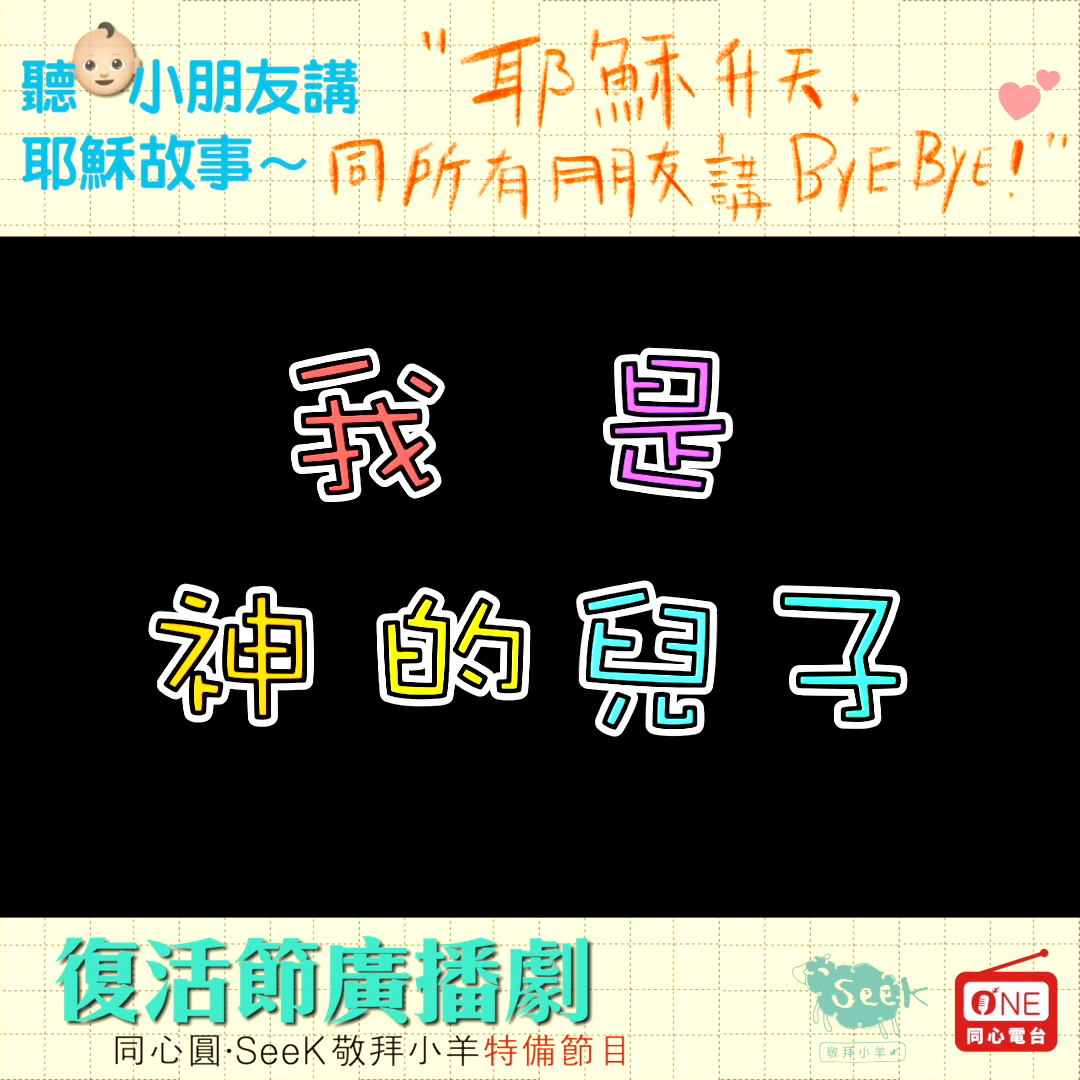 聽小朋友講
耶穌故事～
"耶穌升天，
同所有朋友講 BYEBYE！"
我是
神的兒子
復活節廣播劇
同心圓·SeeK敬拜小羊特備節目
SeeK
敬拜小羊
ONE
同心電台